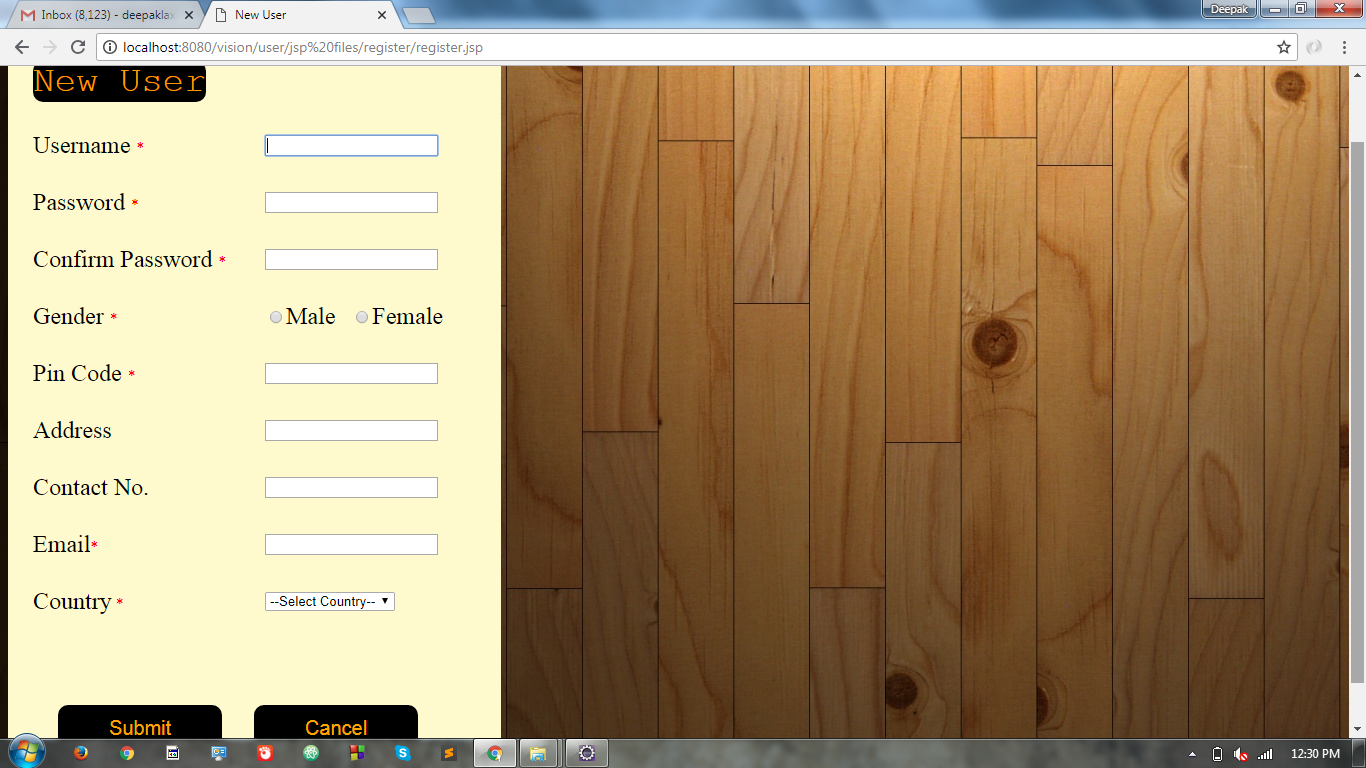 Inbox (8,123) - deepaklax
New User
Deepak
localhost:8080/vision/user/jsp%20files/register/register.jsp
New User
Username *
Password *
Confirm Password *
Gender * Male Female
Pin Code *
Address
Contact No.
Email*
Country * --Select Country--
Submit Cancel
12:30 PM